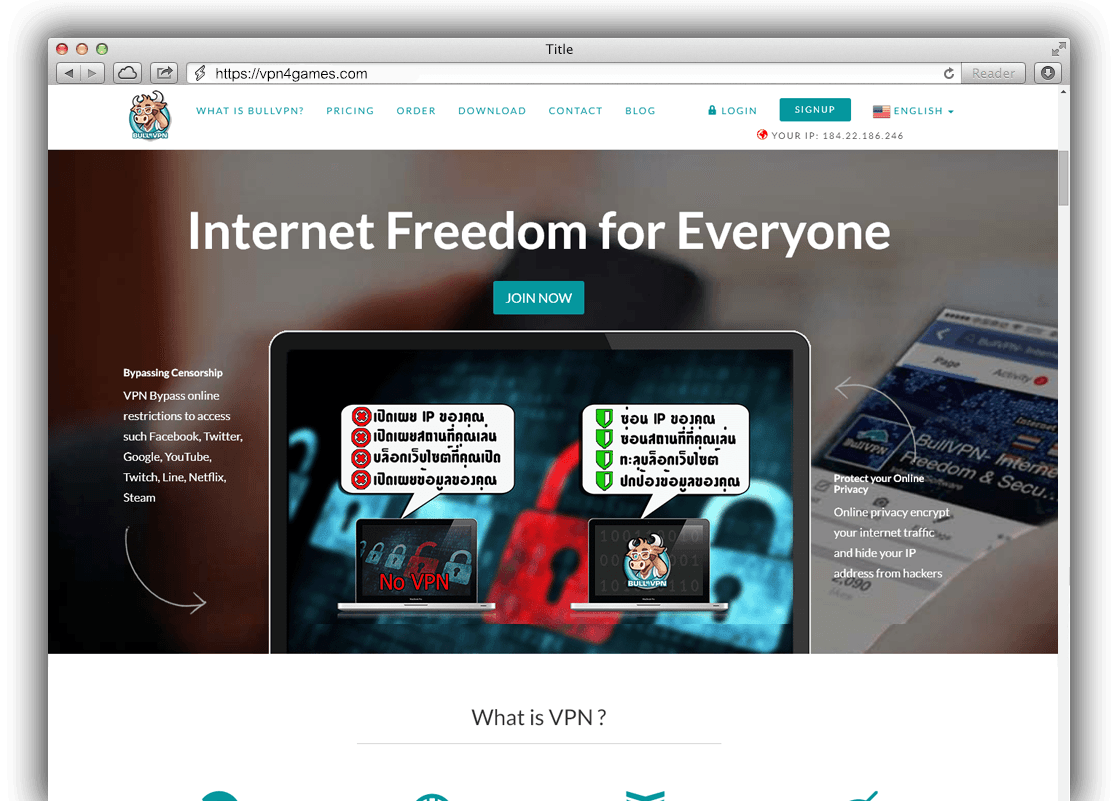 Title
https://vpn4games.com
Reader
BULLVPN
WHAT IS BULLVPN?
PRICING
ORDER
DOWNLOAD
CONTACT
BLOG
LOGIN
SIGNUP
ENGLISH
YOUR IP: 184.22.186.246
Internet Freedom for Everyone
JOIN NOW
Bypassing Censorship
VPN Bypass online
restrictions to access
such Facebook, Twitter,
Google, YouTube,
Twitch, Line, Netflix,
Steam
เปิดเผย IP ของคุณ
เปิดเผยสถานที่คุณเล่น
บล็อกเว็บไซต์ที่คุณเปิด
เปิดเผยข้อมูลของคุณ
No VPN
ซ่อน IP ของคุณ
ซ่อนสถานที่ที่คุณเล่น
ทะลุบล็อกเว็บไซต์
ปกป้องข้อมูลของคุณ
BULLVPN
Page
Activity
BullVPN- Internet
Freedom & Secu...
Software
2,090
likes
Protect your Online
Privacy
Online privacy encrypt
your internet traffic
and hide your IP
address from hackers
What is VPN ?